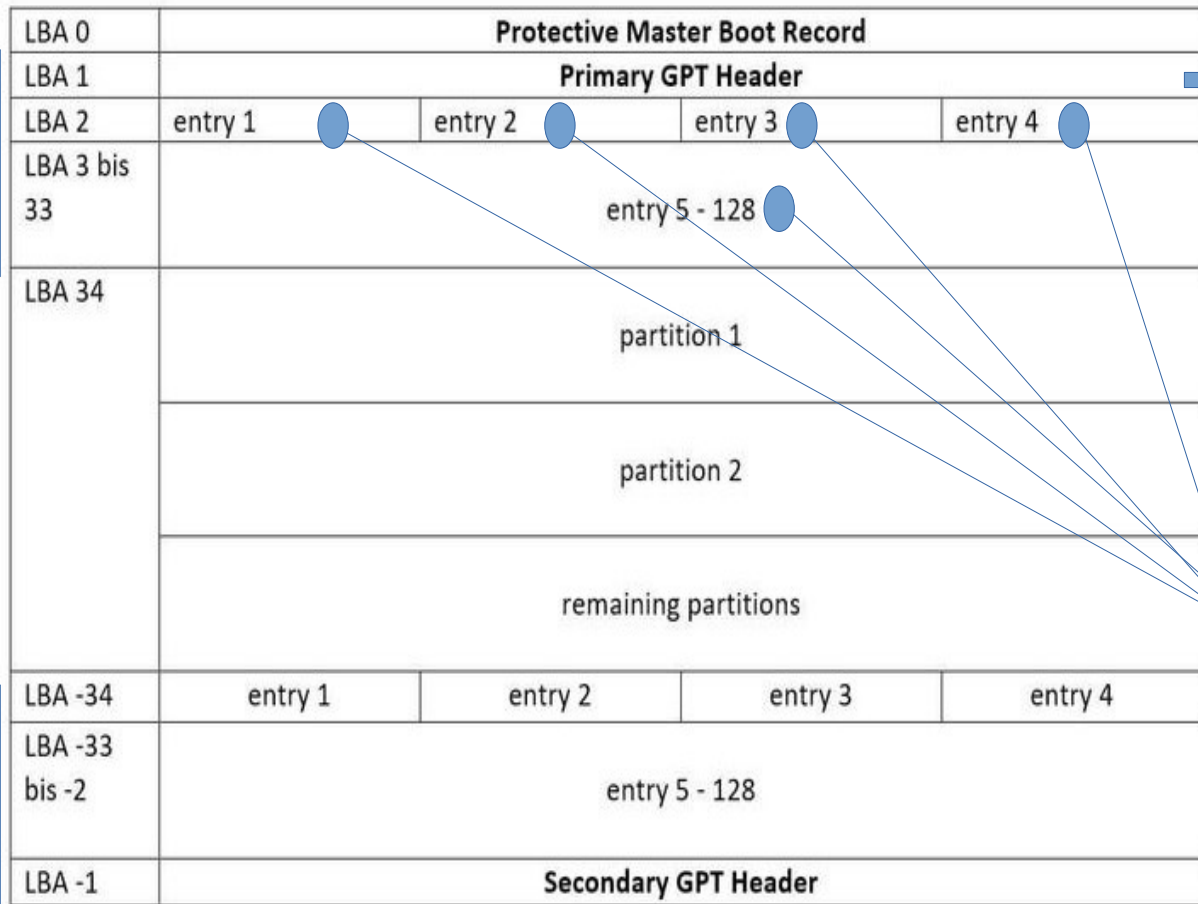 LBA 0 Protective Master Boot Record
LBA 1 Primary GPT Header
LBA 2 entry 1 entry 2 entry 3 entry 4
LBA 3 bis
33
entry 5 - 128
LBA 34
partition 1
partition 2
remaining partitions
LBA -34 entry 1 entry 2 entry 3 entry 4
LBA -33
bis -2
entry 5 - 128
LBA -1 Secondary GPT Header